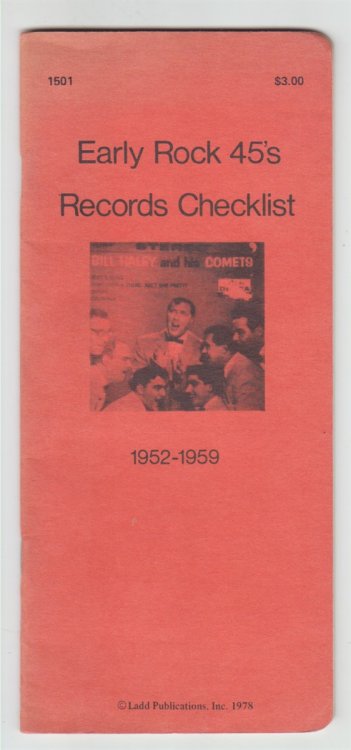 1501 $3.00
Early Rock 45's
Records Checklist
BILL HALEY and his COMETS
1952-1959
© Ladd Publications, Inc. 1978